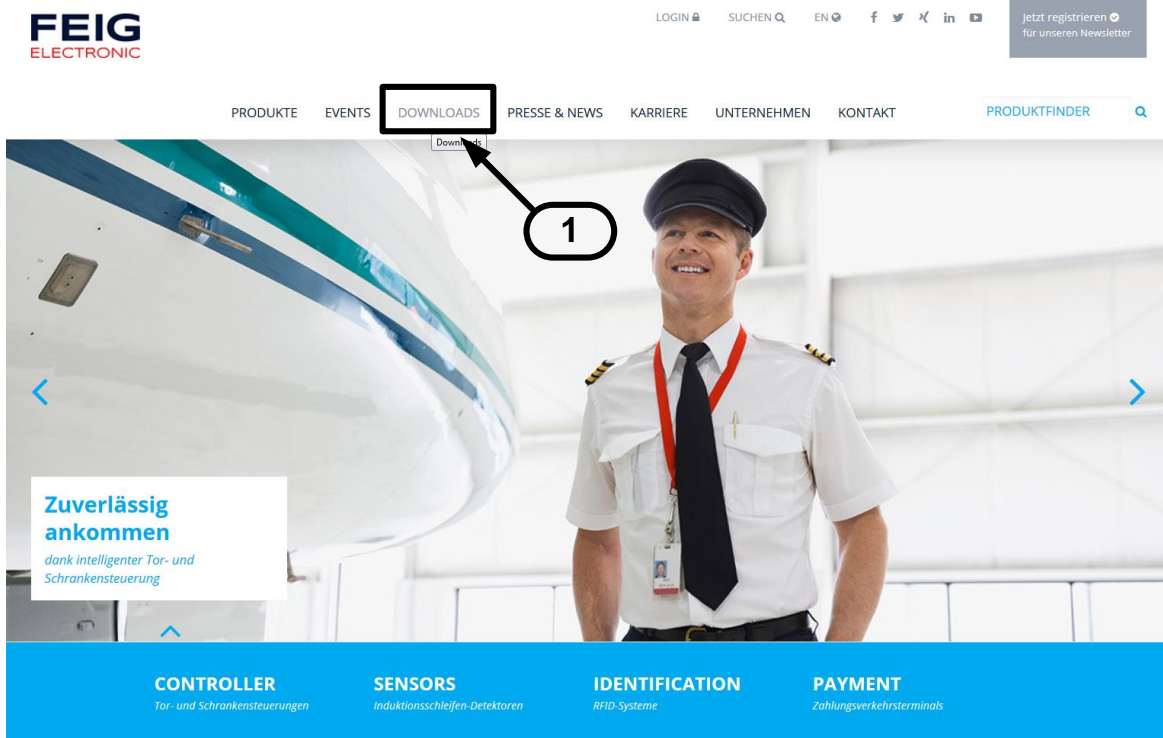 FEIG
ELECTRONIC
LOGIN SUCHEN EN
Jetzt registrieren
für unseren Newsletter
PRODUKTE EVENTS DOWNLOADS PRESSE & NEWS KARRIERE UNTERNEHMEN KONTAKT PRODUKTFINDER
Downloads
1
Zuverlässig
ankommen
dank intelligenter Tor- und
Schrankensteuerung
CONTROLLER SENSORS IDENTIFICATION PAYMENT
Tor- und Schrankensteuerungen Induktionsschleifen-Detektoren RFID-Systeme Zahlungsverkehrsterminals